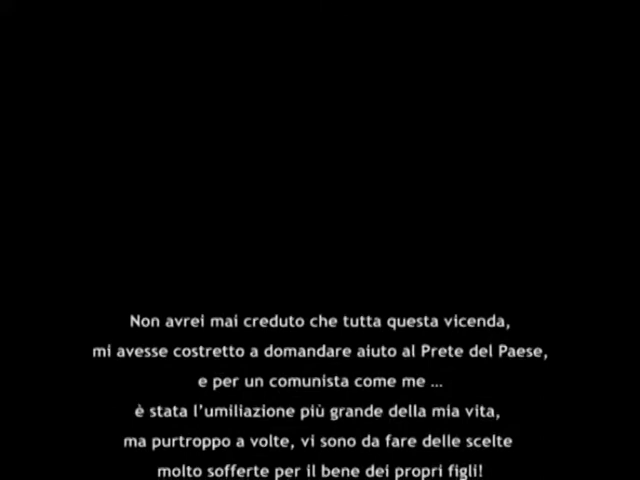 Non avrei mai creduto che tutta questa vicenda,
mi avesse costretto a domandare aiuto al Prete del Paese,
e per un comunista come me ...
è stata l'umiliazione più grande della mia vita,
ma purtroppo a volte, vi sono da fare delle scelte
molto sofferte per il bene dei propri figli!